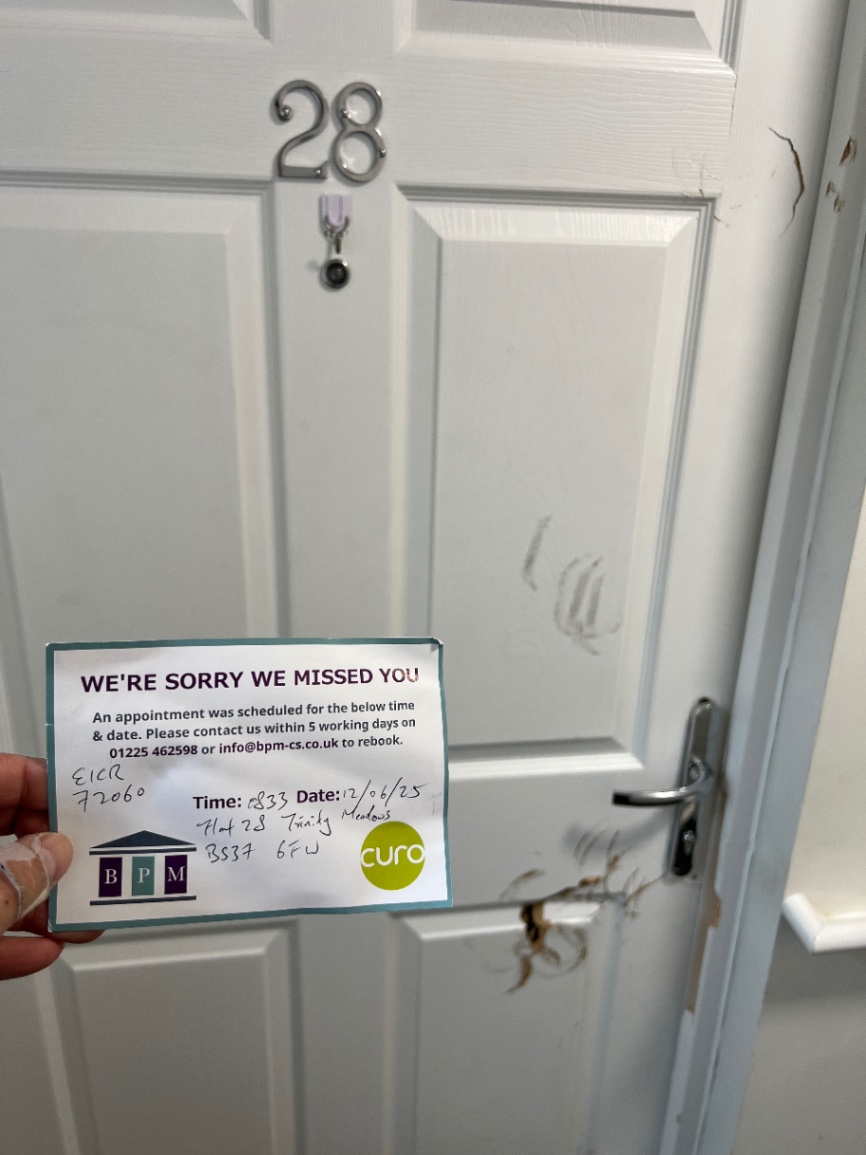 28
WE'RE SORRY WE MISSED YOU
An appointment was scheduled for the below time
& date. Please contact us within 5 working days on
01225 462598 or info@bpm-cs.co.uk to rebook.
EICR
72060
Time: 0833 Date: 12/06/25
Flat 28 Trinity Meadows
BS37 6FW
B P M
curo